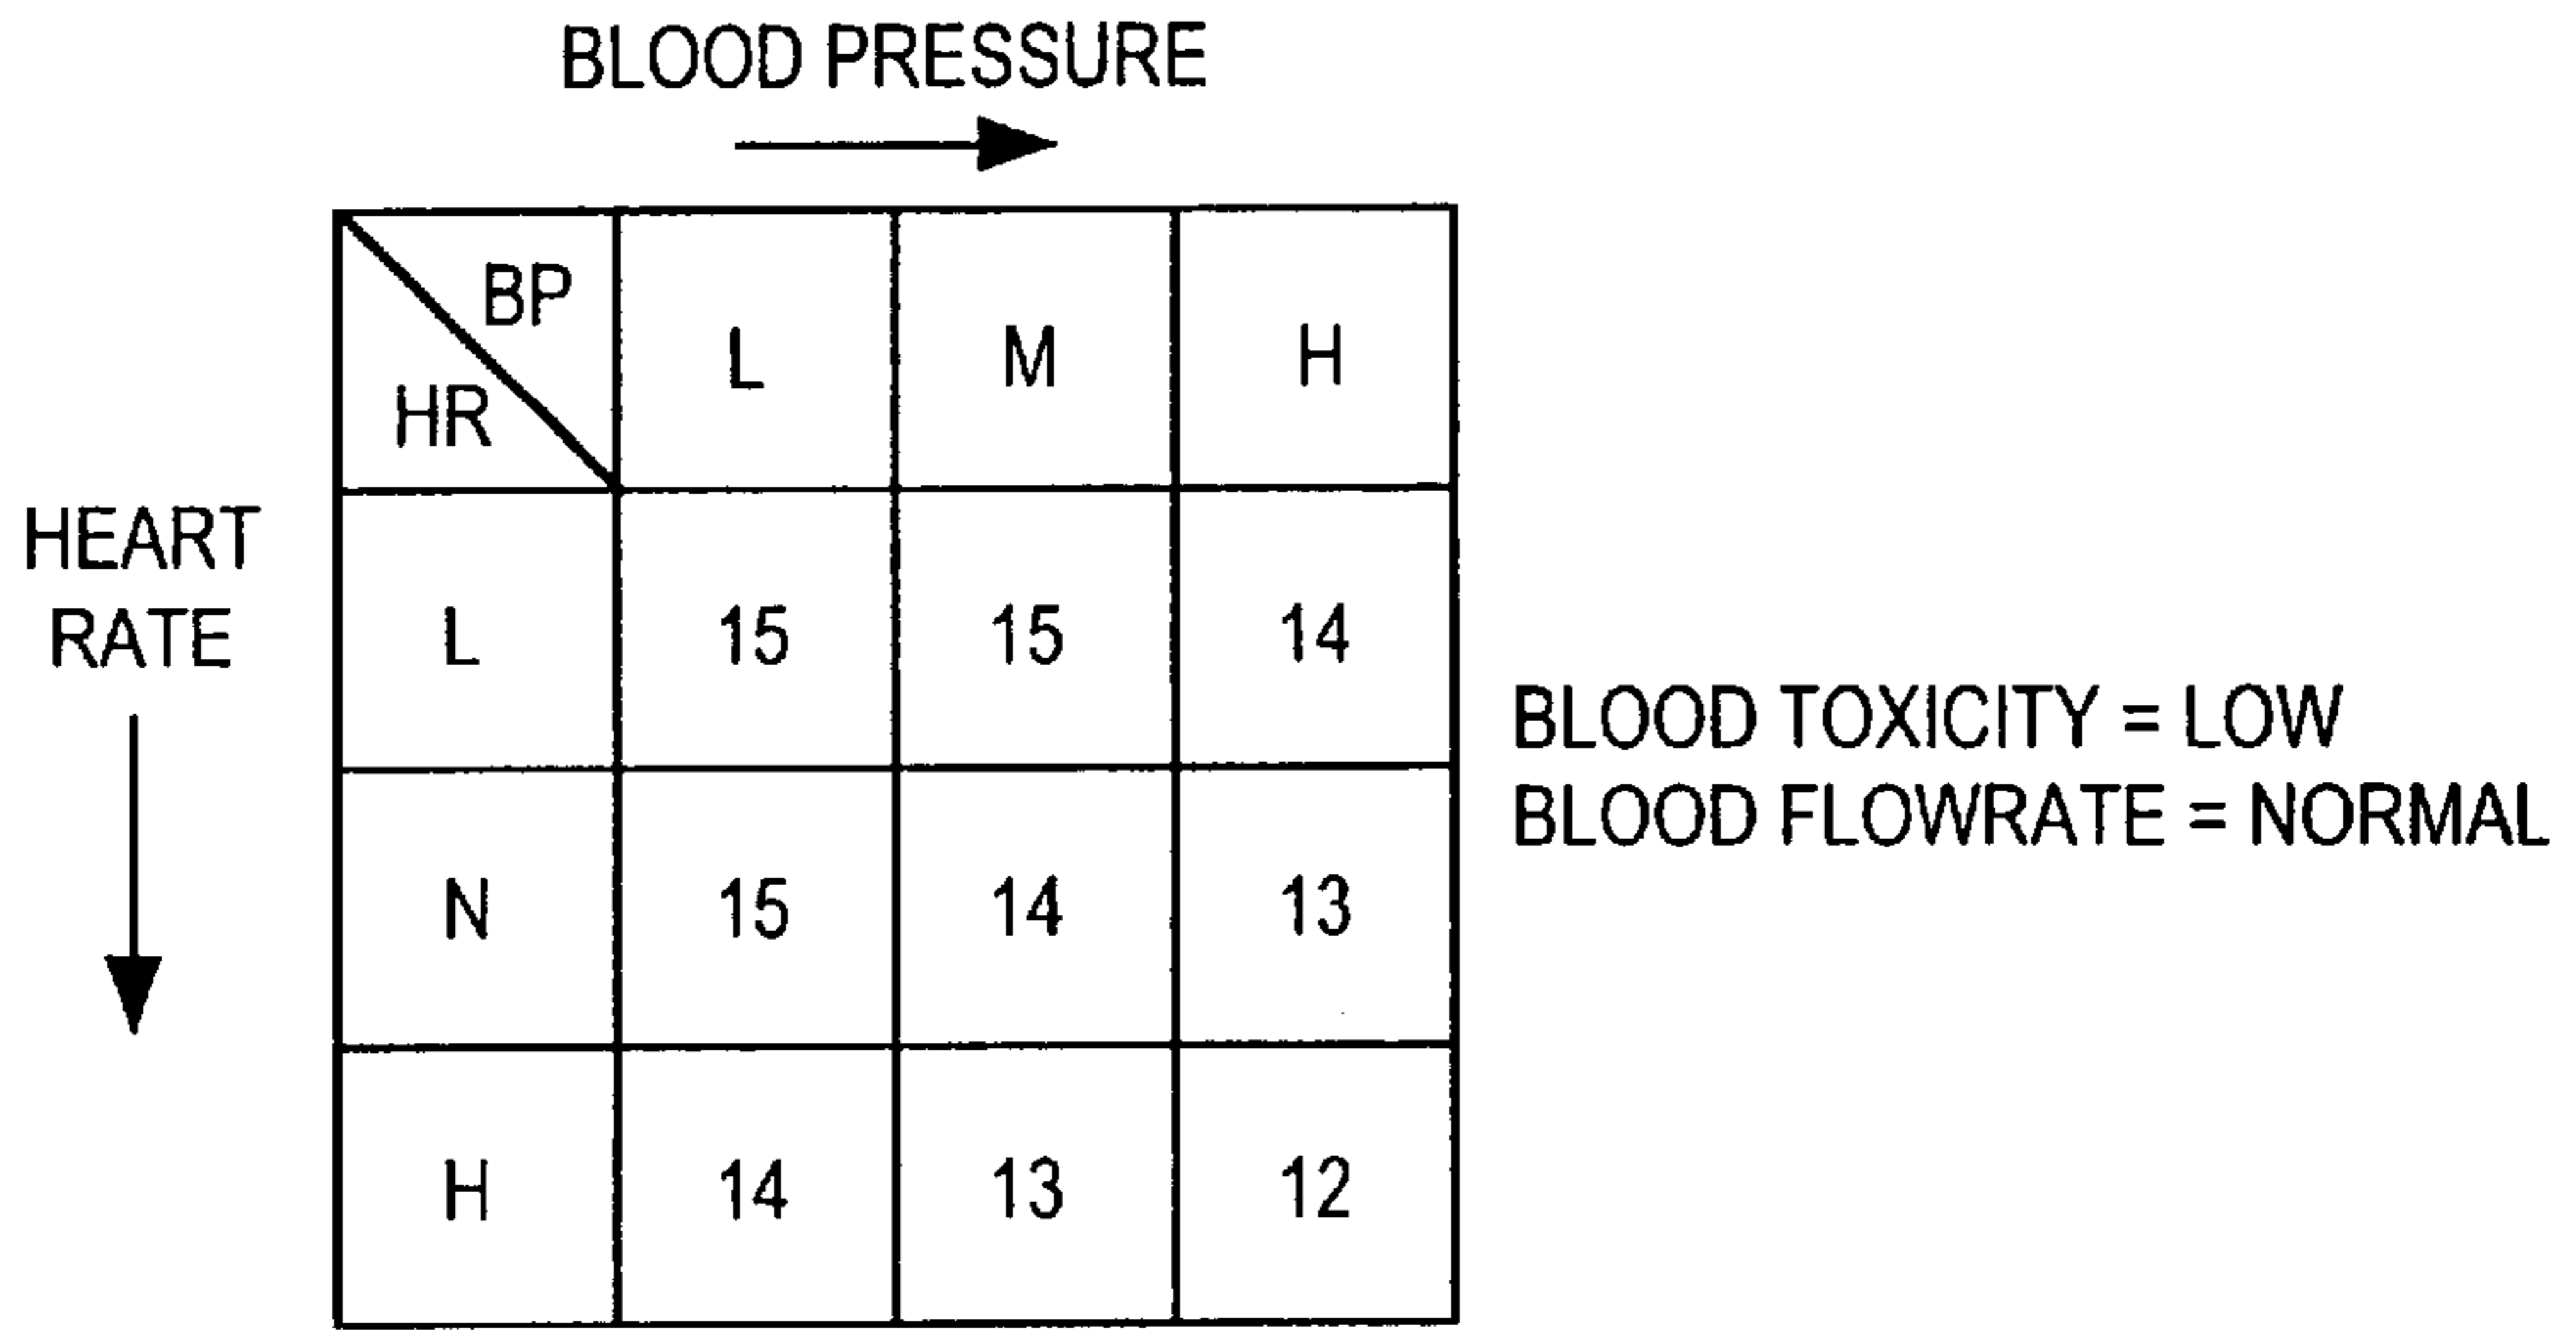 BLOOD PRESSURE
BP
HR
L M H
HEART
RATE
L 15 15 14
N 15 14 13
H 14 13 12
BLOOD TOXICITY = LOW
BLOOD FLOWRATE = NORMAL